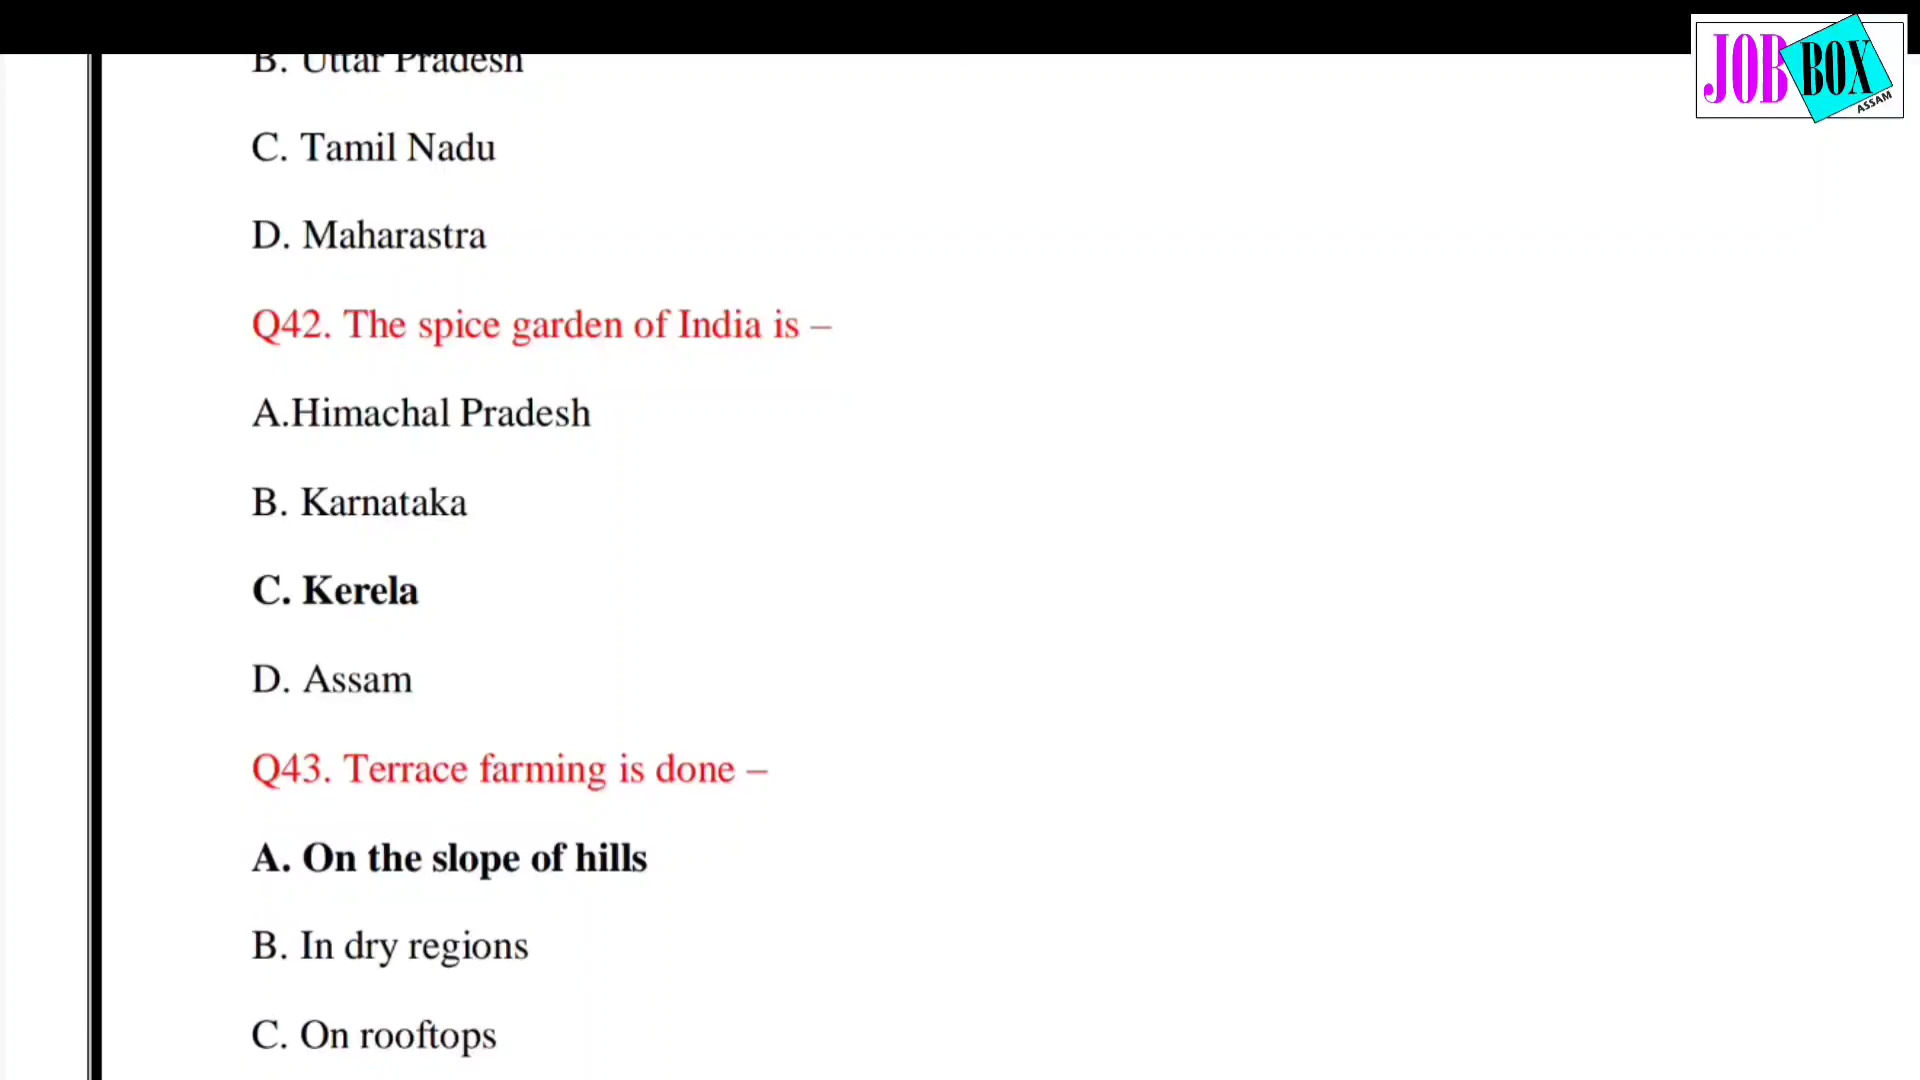 JOB BOX
ASSAM
B. Uttar Pradesh
C. Tamil Nadu
D. Maharastra
Q42. The spice garden of India is –
A.Himachal Pradesh
B. Karnataka
C. Kerela
D. Assam
Q43. Terrace farming is done –
A. On the slope of hills
B. In dry regions
C. On rooftops